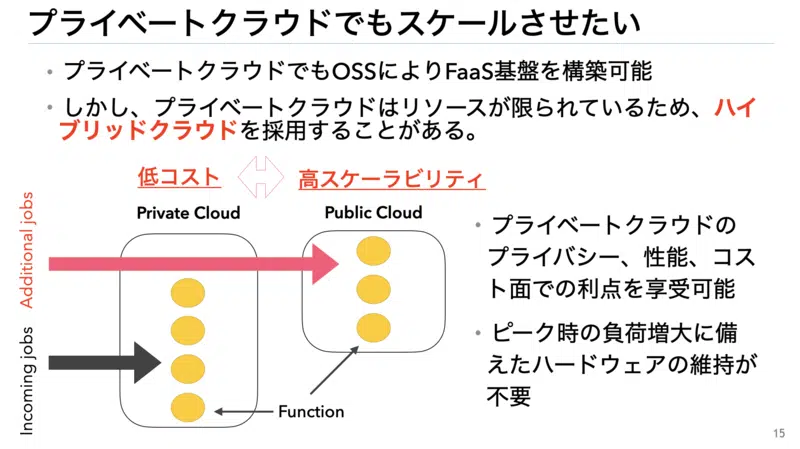 プライベートクラウドでもスケールさせたい
• プライベートクラウドでもOSSによりFaaS基盤を構築可能
• しかし、プライベートクラウドはリソースが限られているため、ハイ
ブリッドクラウドを採用することがある。
低コスト
高スケーラビリティ
Private Cloud
Public Cloud
Additional jobs
Incoming jobs
Function
• プライベートクラウドの
プライバシー、性能、コス
ト面での利点を享受可能
• ピーク時の負荷増大に備
えたハードウェアの維持が
不要
15